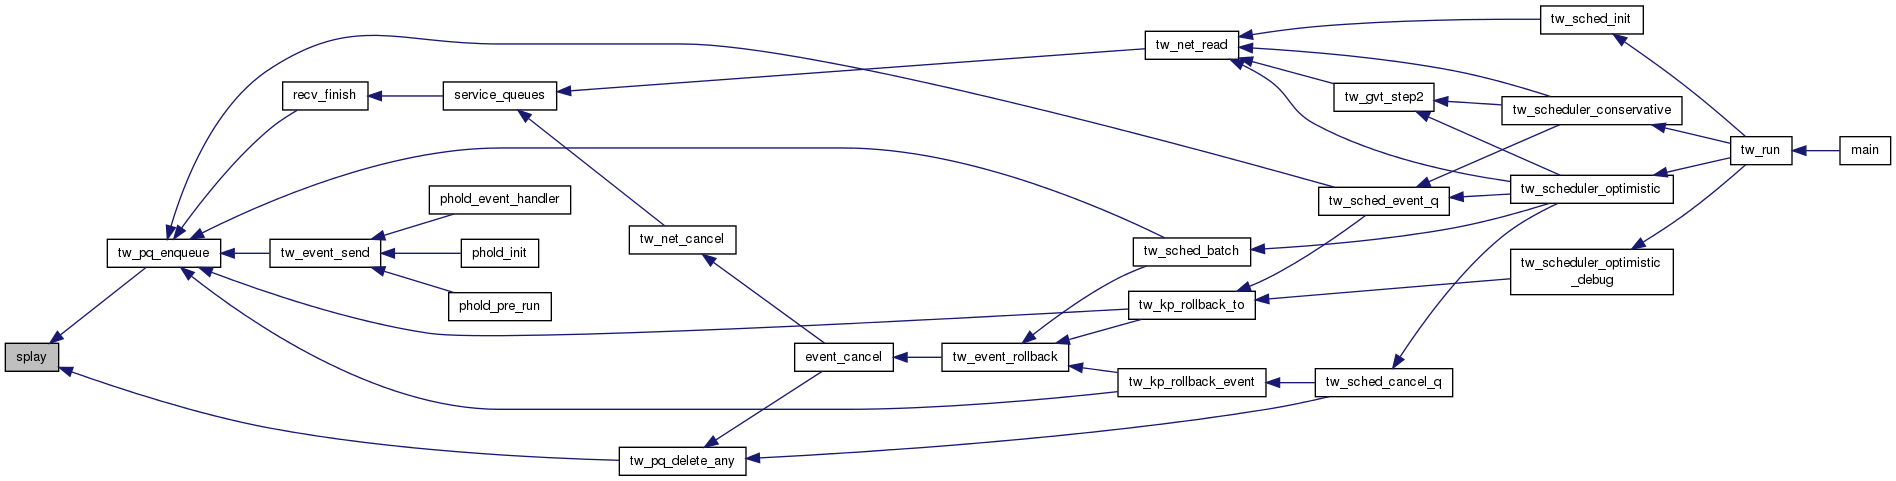 tw_sched_init
tw_net_read
recv_finish
service_queues
tw_gvt_step2
tw_scheduler_conservative
tw_run
main
phold_event_handler
tw_scheduler_optimistic
tw_sched_event_q
tw_net_cancel
tw_pq_enqueue
tw_event_send
phold_init
tw_sched_batch
tw_scheduler_optimistic
_debug
phold_pre_run
tw_kp_rollback_to
splay
event_cancel
tw_event_rollback
tw_kp_rollback_event
tw_sched_cancel_q
tw_pq_delete_any